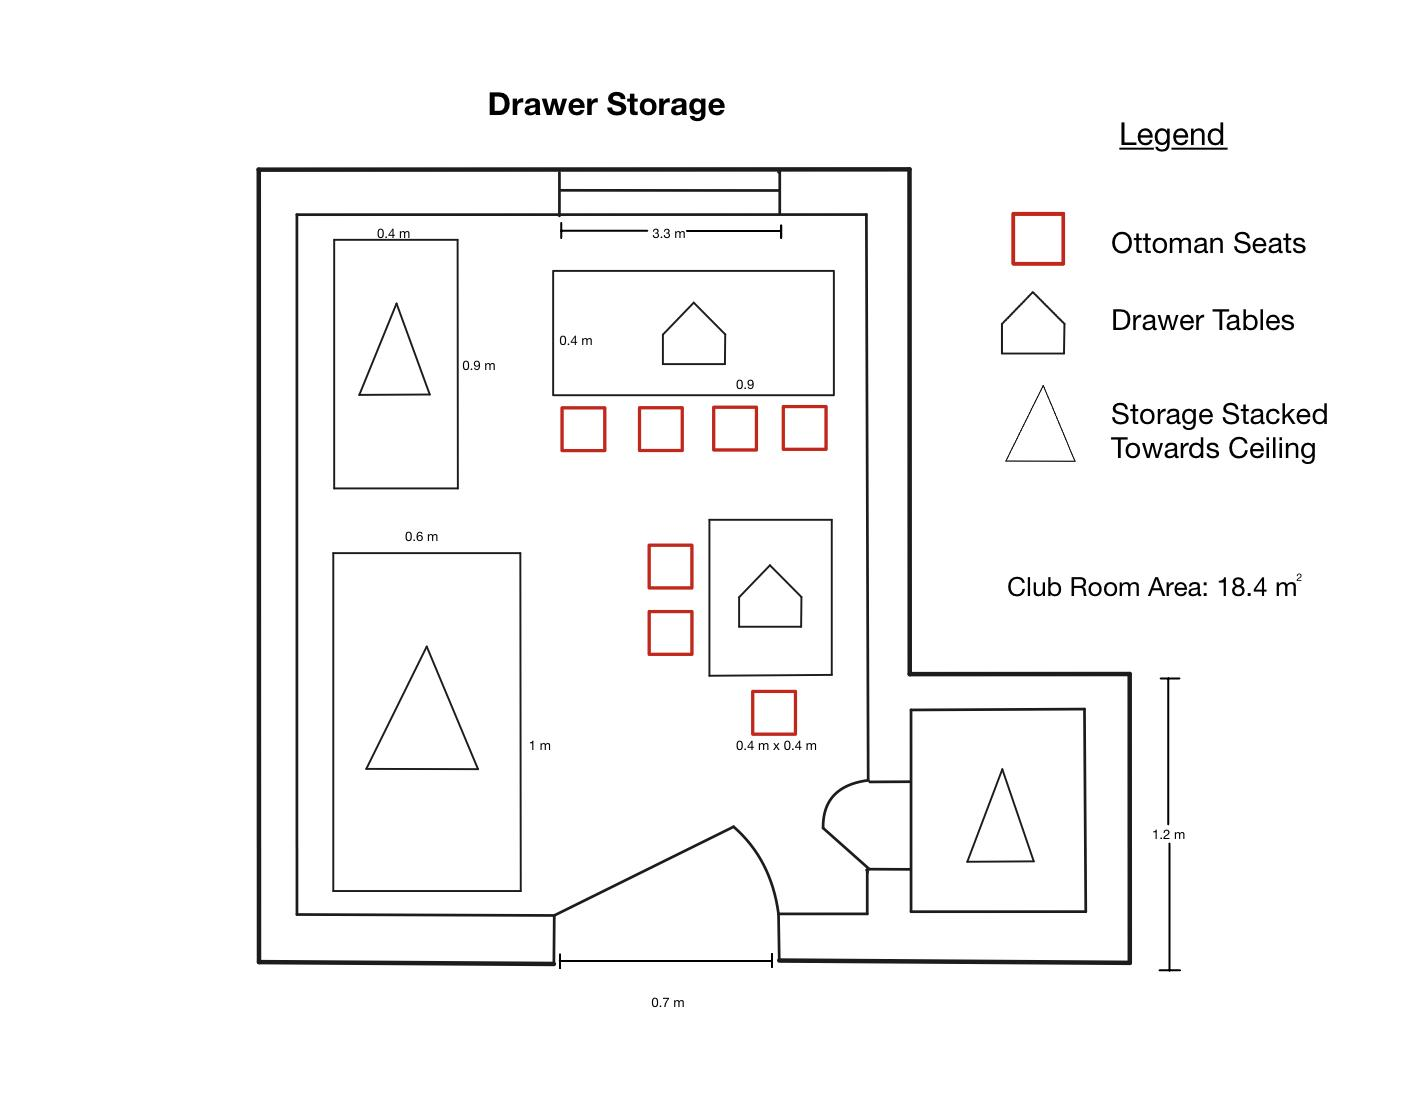 Drawer Storage
Legend
Ottoman Seats
Drawer Tables
Storage Stacked
Towards Ceiling
Club Room Area: 18.4 m²
0.4 m
3.3 m
0.4 m
0.9 m
0.9
0.6 m
1 m
0.4 m x 0.4 m
1.2 m
0.7 m